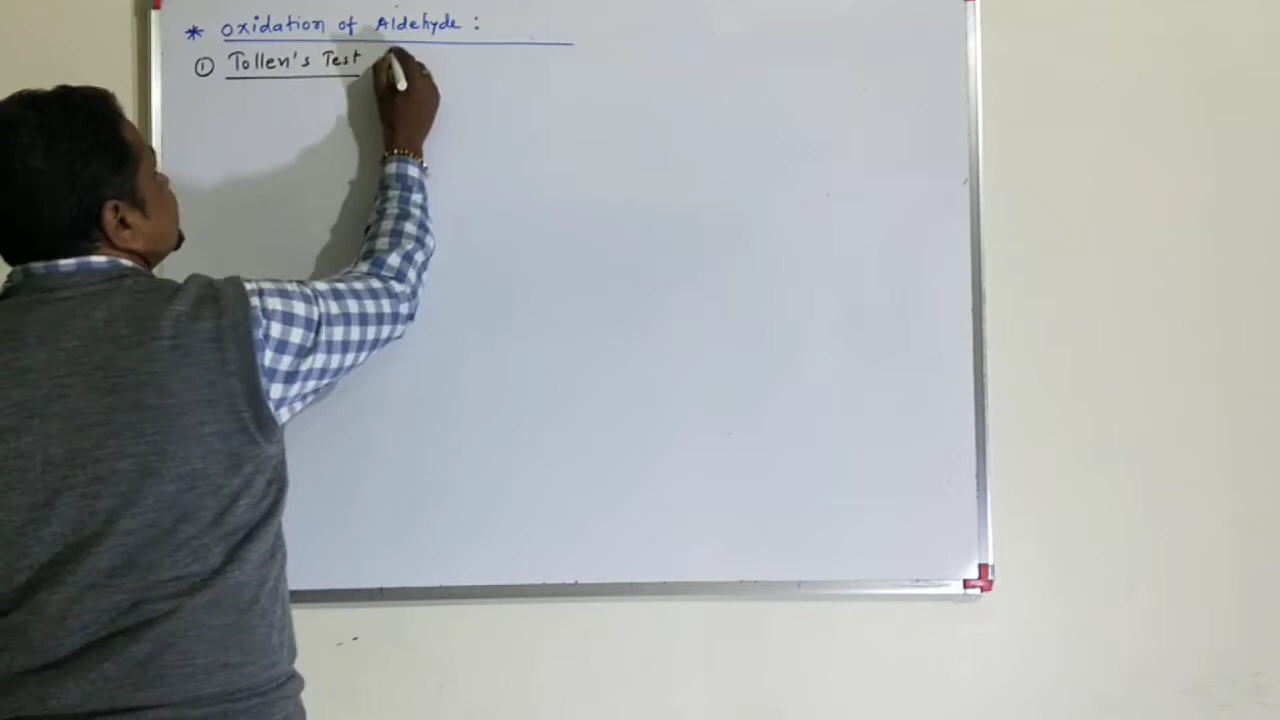 * Oxidation of Aldehyde :
① Tollen's Test